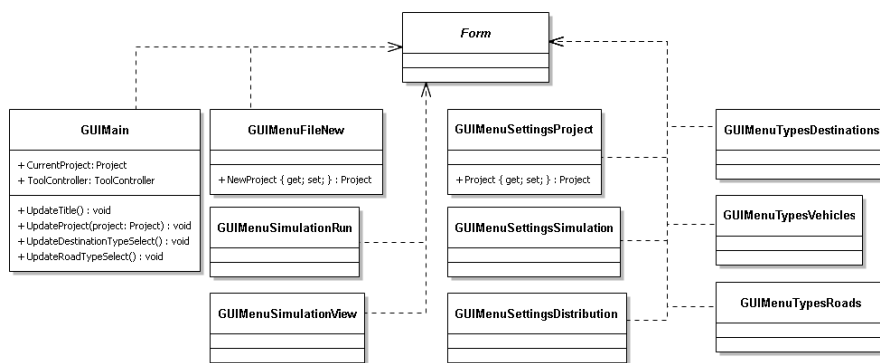 Form
GUIMain
+ CurrentProject: Project
+ ToolController: ToolController
+ UpdateTitle() : void
+ UpdateProject(project: Project) : void
+ UpdateDestinationTypeSelect() : void
+ UpdateRoadTypeSelect() : void
GUIMenuFileNew
+ NewProject { get; set; } : Project
GUIMenuSimulationRun
GUIMenuSimulationView
GUIMenuSettingsProject
+ Project { get; set; } : Project
GUIMenuSettingsSimulation
GUIMenuSettingsDistribution
GUIMenuTypesDestinations
GUIMenuTypesVehicles
GUIMenuTypesRoads